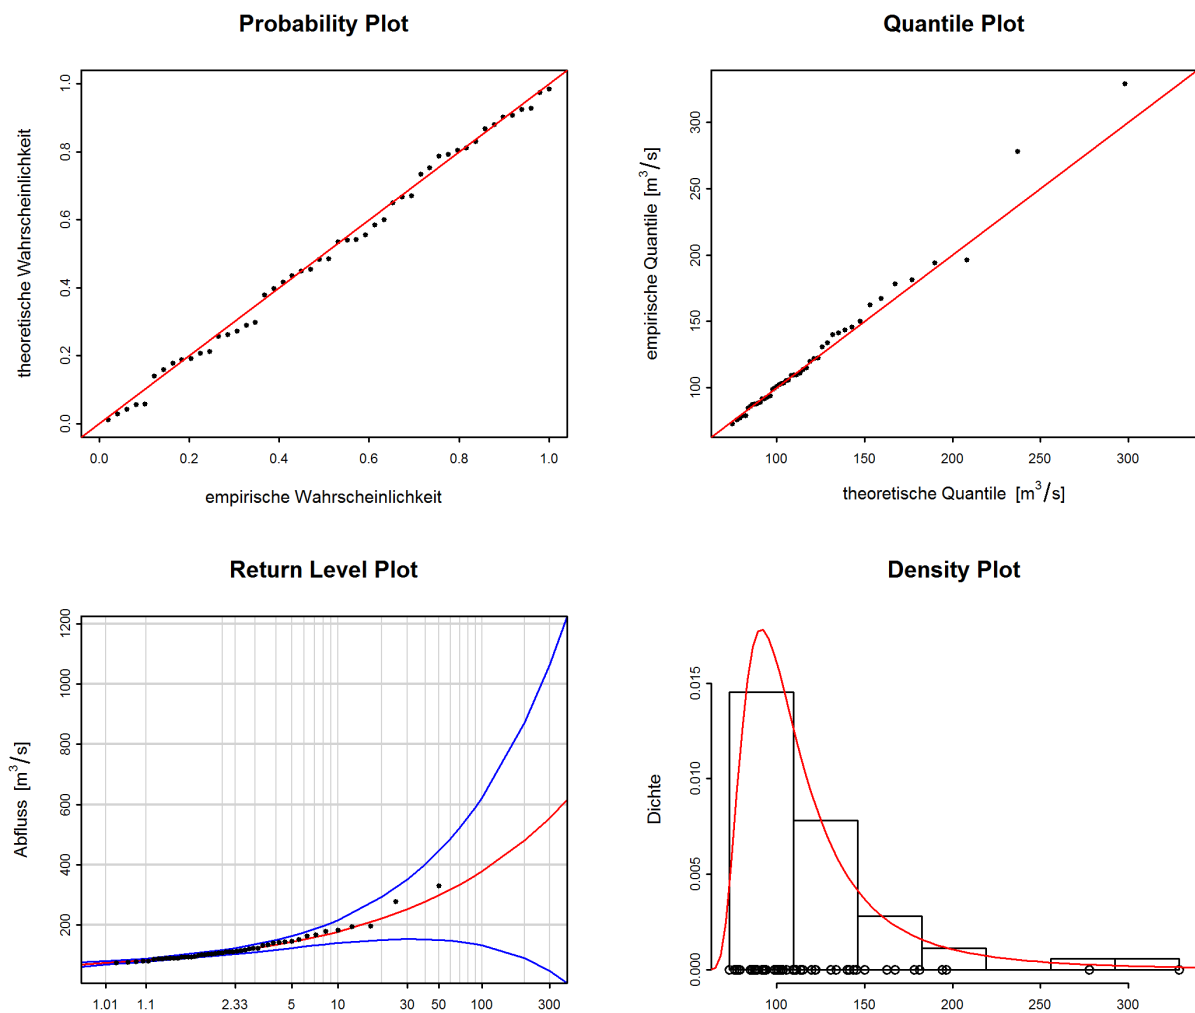 Probability Plot
theoretische Wahrscheinlichkeit
1.0
0.8
0.6
0.4
0.2
0.0
0.0 0.2 0.4 0.6 0.8 1.0
empirische Wahrscheinlichkeit
Quantile Plot
empirische Quantile [m³/s]
300
250
200
150
100
100 150 200 250 300
theoretische Quantile [m³/s]
Return Level Plot
Abfluss [m³/s]
1200
1000
800
600
400
200
1.01 1.1 2.33 5 10 30 50 100 300
Density Plot
Dichte
0.015
0.010
0.005
0.000
100 150 200 250 300